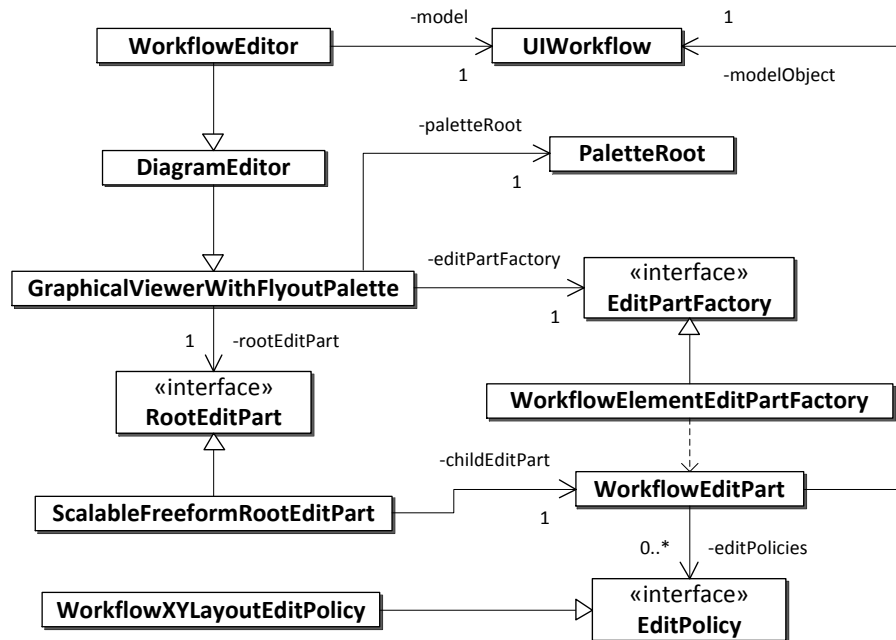 -model
1
WorkflowEditor
UIWorkflow
1
-modelObject
-paletteRoot
DiagramEditor
PaletteRoot
1
-editPartFactory
«interface»
EditPartFactory
GraphicalViewerWithFlyoutPalette
1
1
-rootEditPart
«interface»
RootEditPart
WorkflowElementEditPartFactory
-childEditPart
WorkflowEditPart
ScalableFreeformRootEditPart
1
0..*
-editPolicies
«interface»
EditPolicy
WorkflowXYLayoutEditPolicy